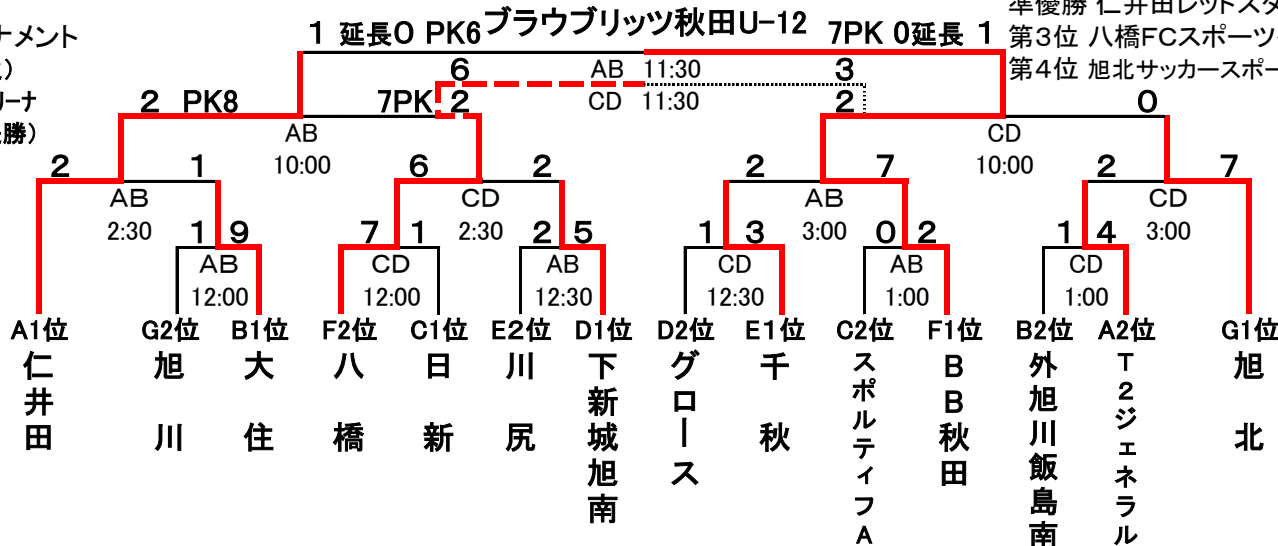 ナメント
1 延長0 PK6 ブラウブリッツ秋田U-12 7PK 0延長 1
第3位 八橋FCスポーツ
第4位 旭北サッカースポー
6 AB 11:30 3
2 PK8 7PK 2 CD 11:30 2 0
AB CD
10:00 10:00
2 1 6 2 2 7 2 7
AB CD AB CD
2:30 2:30 3:00 3:00
1 9 7 1 2 5 1 3 0 2 1 4
AB CD AB CD AB CD
12:00 12:00 12:30 12:30 1:00 1:00
A1位 G2位 B1位 F2位 C1位 E2位 D1位 D2位 E1位 C2位 F1位 B2位 A2位 G1位
仁井田
旭川
大住
八橋
日新
川尻
下新城旭南
グロース
千秋
スポルティフA
BB秋田
外旭川飯島南
T2ジェネラル
旭北